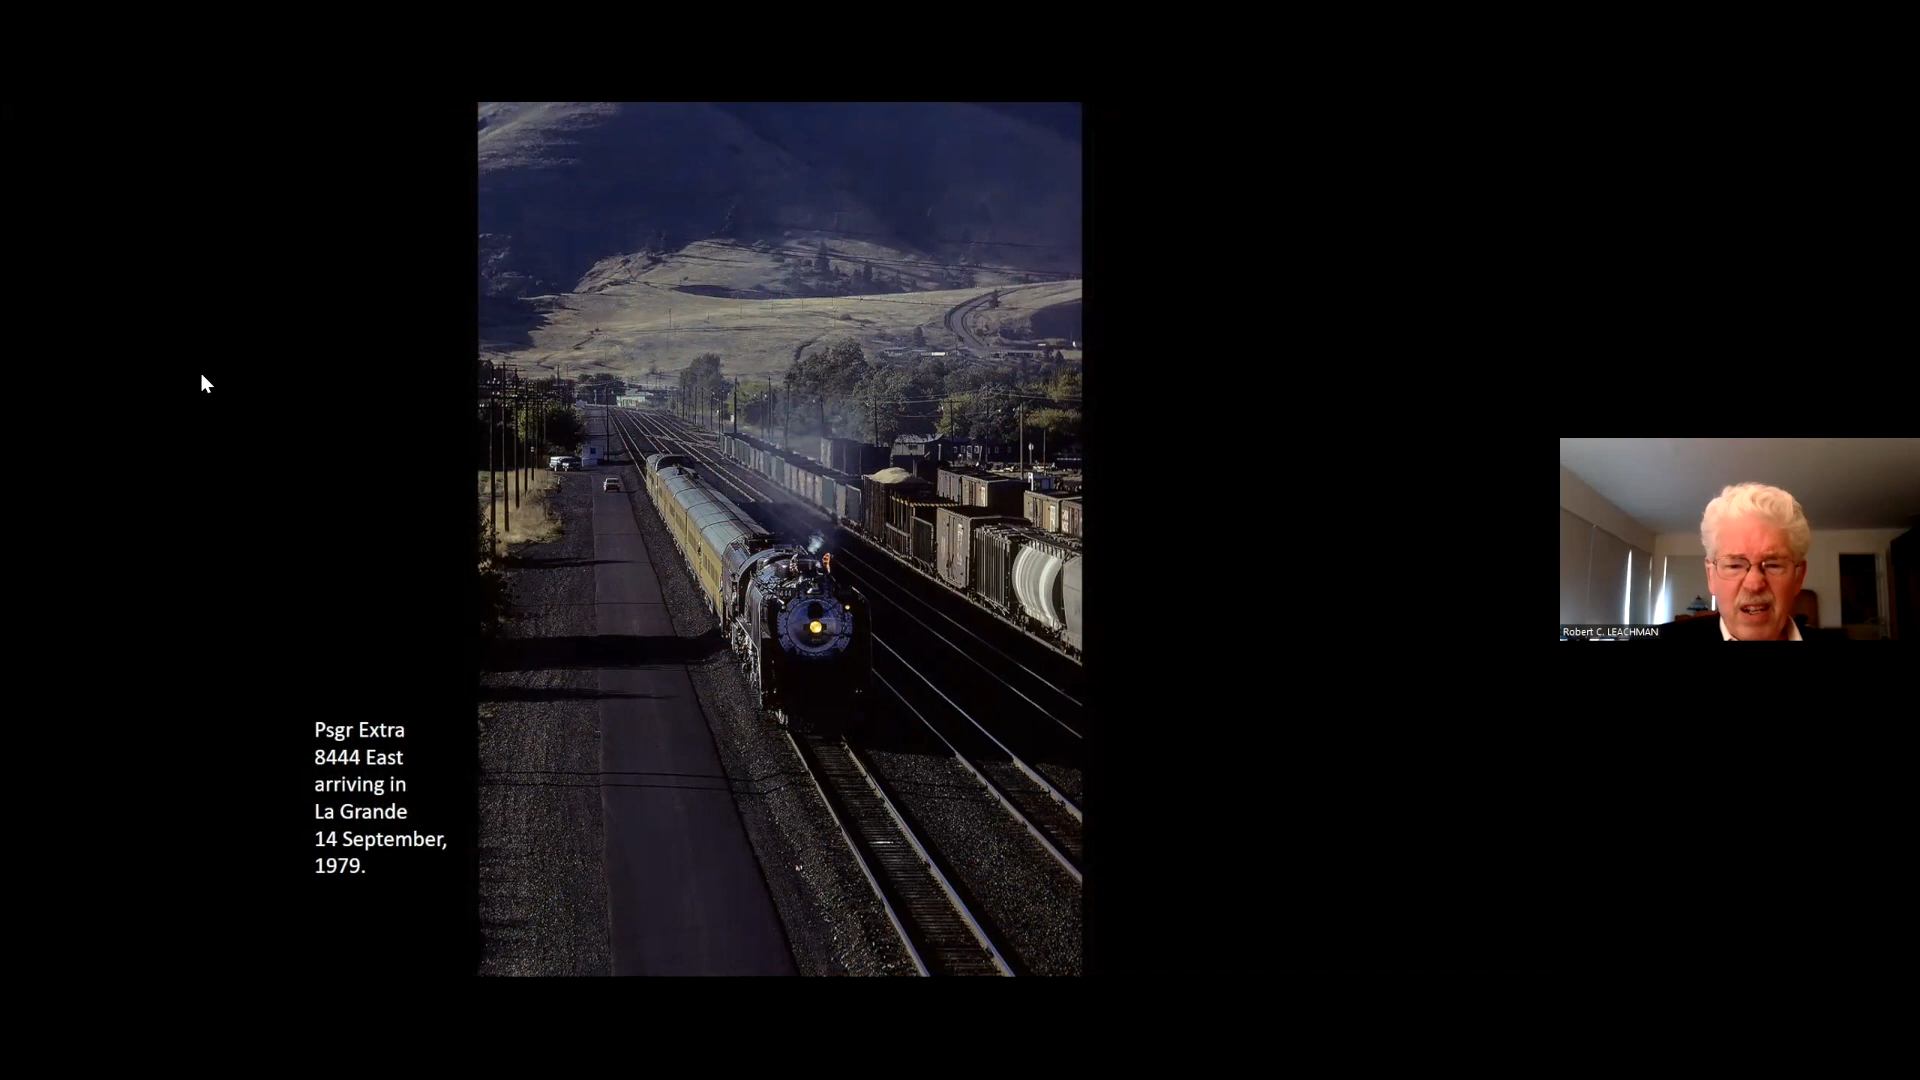 Psgr Extra
8444 East
arriving in
La Grande
14 September,
1979.
Robert C. LEACHMAN